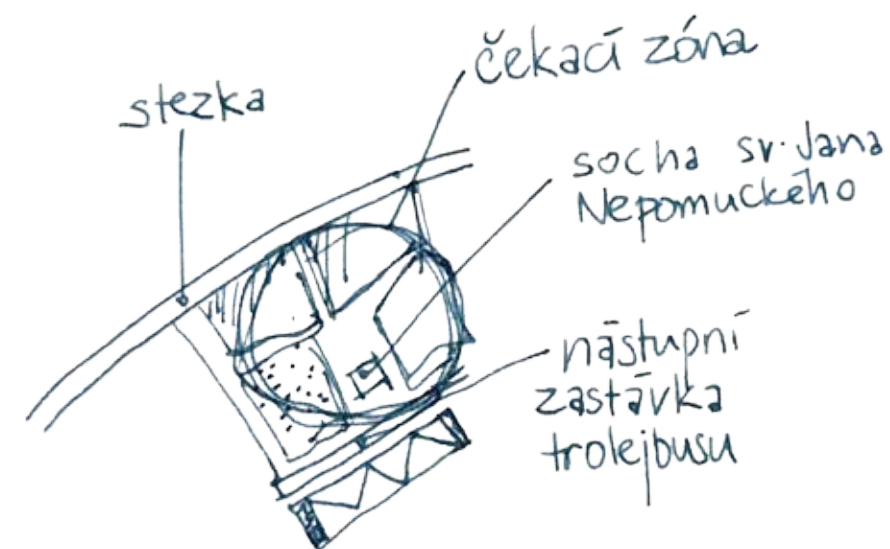 stezka
čekací zóna
socha sv. Jana
Nepomuckého
nástupní
zastávka
trolejbusu